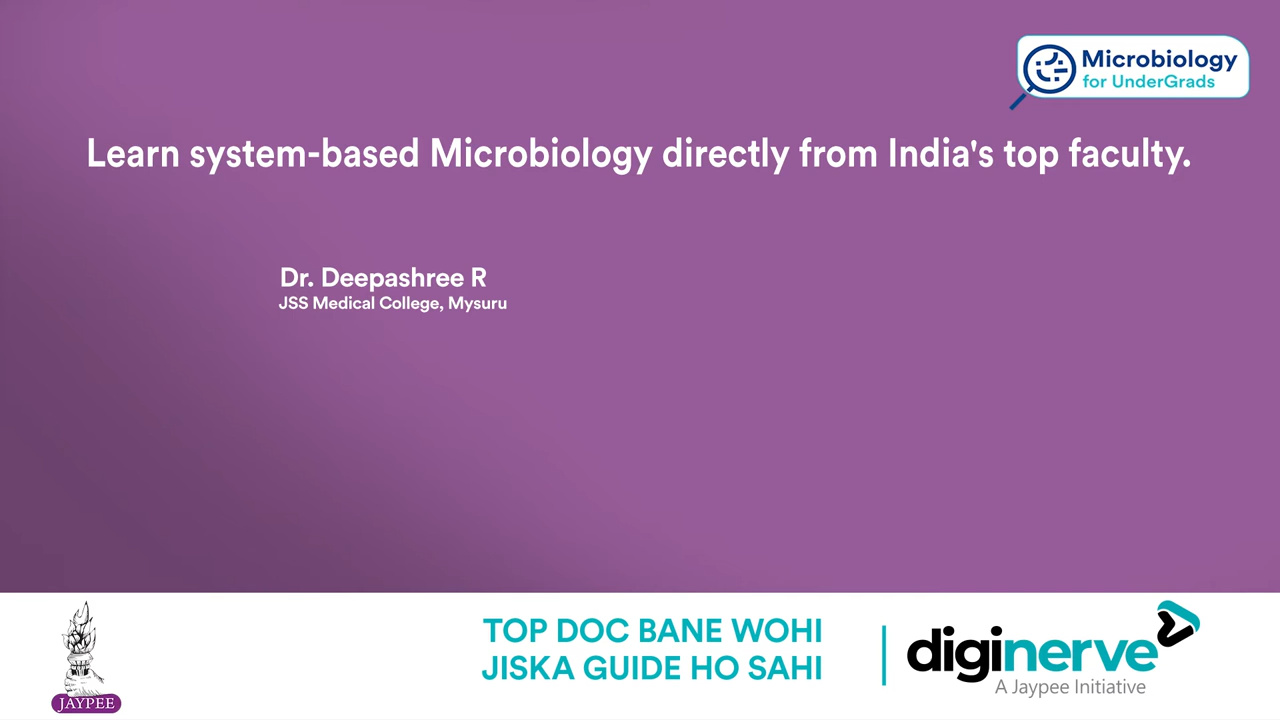 Microbiology
for UnderGrads
Learn system-based Microbiology directly from India's top faculty.
Dr. Deepashree R
JSS Medical College, Mysuru
JAYPEE
TOP DOC BANE WOHI
JISKA GUIDE HO SAHI
diginerve
A Jaypee Initiative